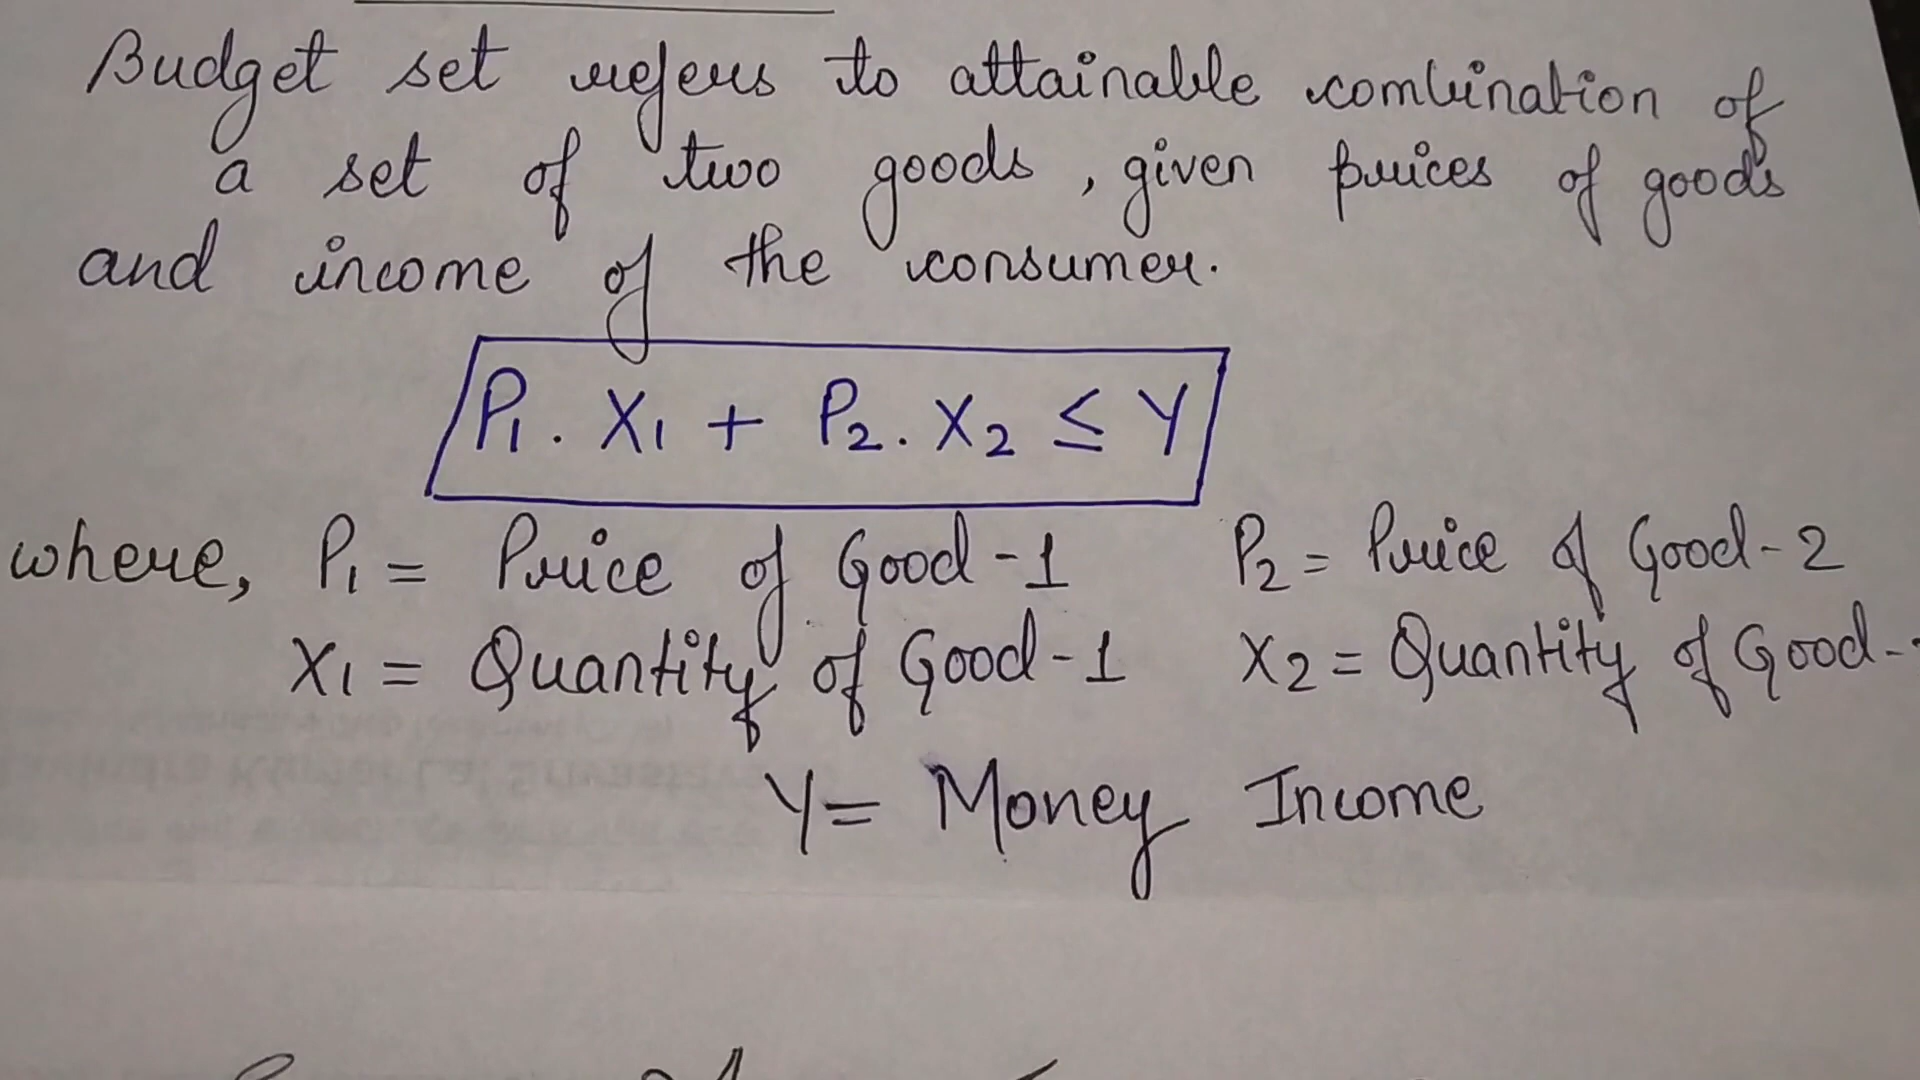 Budget set refers to attainable combination of
a set of two goods, given prices of goods
and income of the consumer.
P1. X1 + P2. X2 ≤ Y
where, P1 = Price of Good-1 P2 = Price of Good-2
X1 = Quantity of Good-1 X2 = Quantity of Good-
Y = Money Income